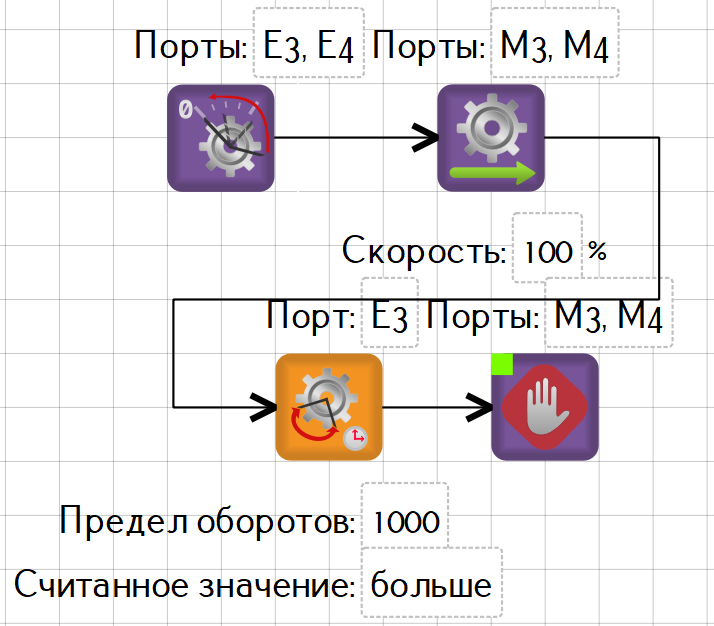 Порты: E3, E4 Порты: M3, M4
0
Скорость: 100 %
Порт: E3 Порты: M3, M4
Предел оборотов: 1000
Считанное значение: больше